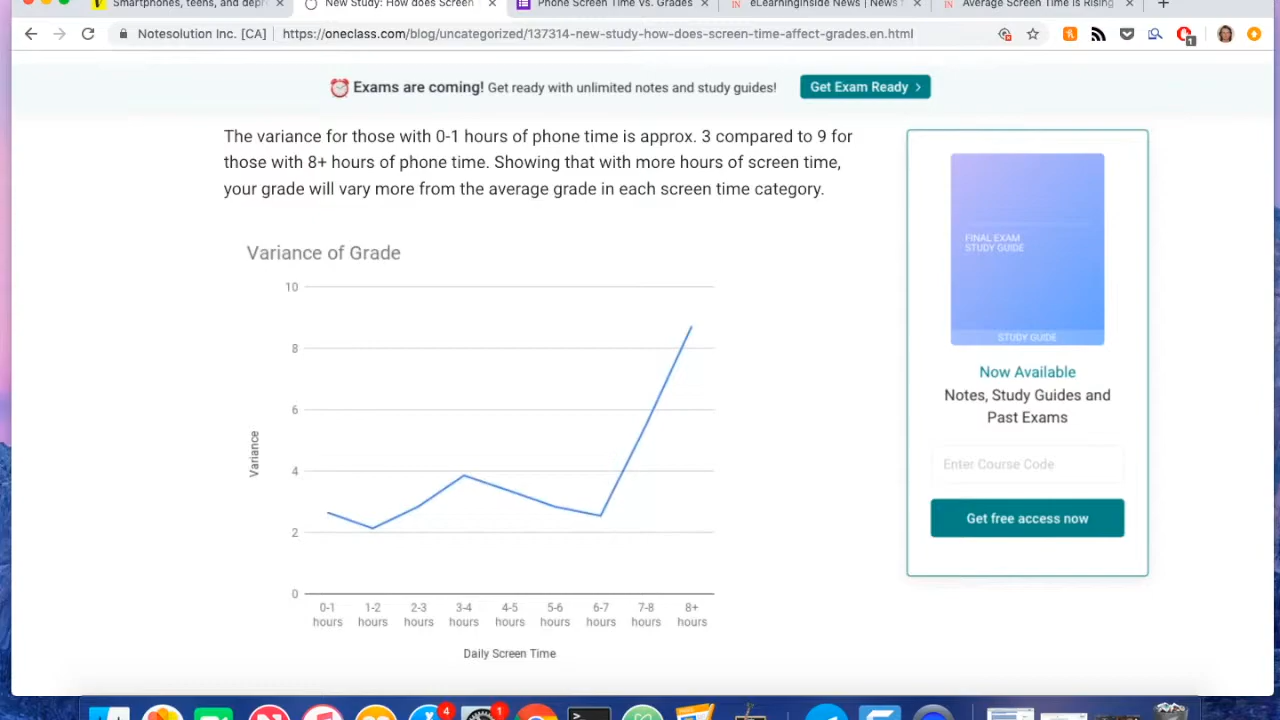 Smartphones, teens, and depr
New Study: How does Screen
Phone Screen Time vs. Grades
eLearningInside News | News f
Average Screen Time is Rising
Notesolution Inc. [CA]
https://oneclass.com/blog/uncategorized/137314-new-study-how-does-screen-time-affect-grades.en.html
1
Exams are coming! Get ready with unlimited notes and study guides!
Get Exam Ready >
The variance for those with 0-1 hours of phone time is approx. 3 compared to 9 for
those with 8+ hours of phone time. Showing that with more hours of screen time,
your grade will vary more from the average grade in each screen time category.
Variance of Grade
10
8
6
4
2
0
Variance
0-1 hours
1-2 hours
2-3 hours
3-4 hours
4-5 hours
5-6 hours
6-7 hours
7-8 hours
8+ hours
Daily Screen Time
FINAL EXAM
STUDY GUIDE
STUDY GUIDE
Now Available
Notes, Study Guides and
Past Exams
Enter Course Code
Get free access now
4
1